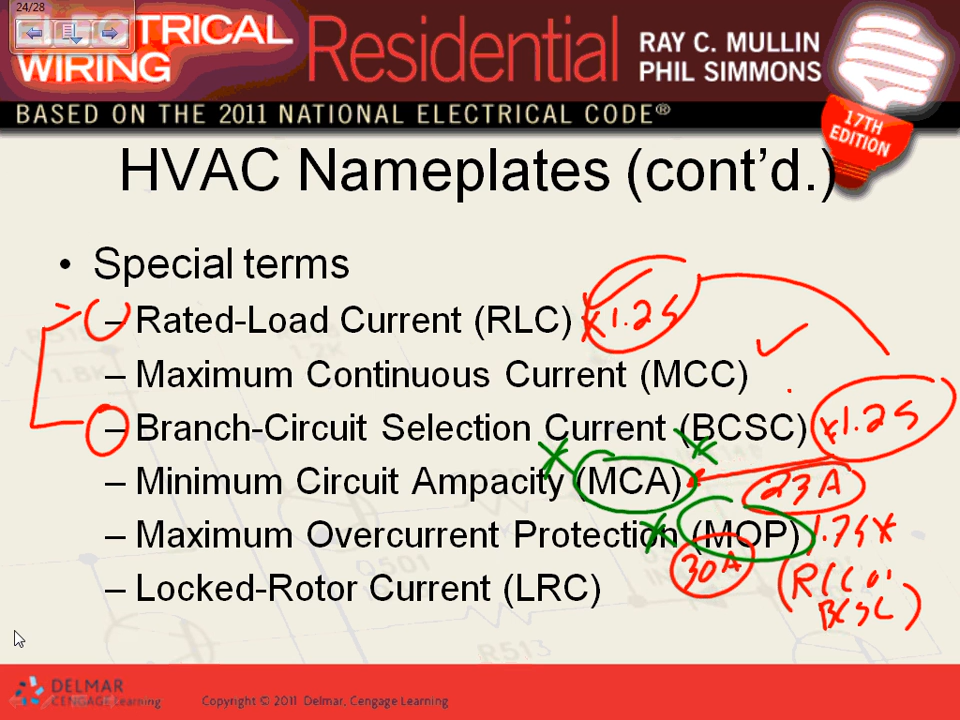 24/28
ELECTRICAL
WIRING
Residential
RAY C. MULLIN
PHIL SIMMONS
BASED ON THE 2011 NATIONAL ELECTRICAL CODE®
17TH
EDITION
HVAC Nameplates (cont’d.)
• Special terms
– Rated-Load Current (RLC) x1.25
– Maximum Continuous Current (MCC)
– Branch-Circuit Selection Current (BCSC) x1.25
– Minimum Circuit Ampacity (MCA) 23A
– Maximum Overcurrent Protection (MOP) 1.75x
30A
(RLC or
BCSC)
– Locked-Rotor Current (LRC)
DELMAR
CENGAGE Learning
Copyright © 2011 Delmar, Cengage Learning